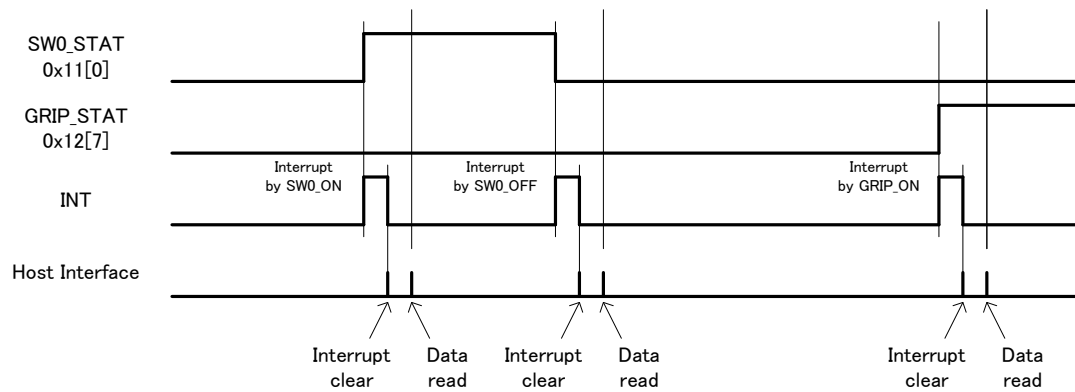 SW0_STAT
0x11[0]
GRIP_STAT
0x12[7]
Interrupt
by SW0_ON
Interrupt
by SW0_OFF
Interrupt
by GRIP_ON
INT
Host Interface
Interrupt
clear
Data
read
Interrupt
clear
Data
read
Interrupt
clear
Data
read